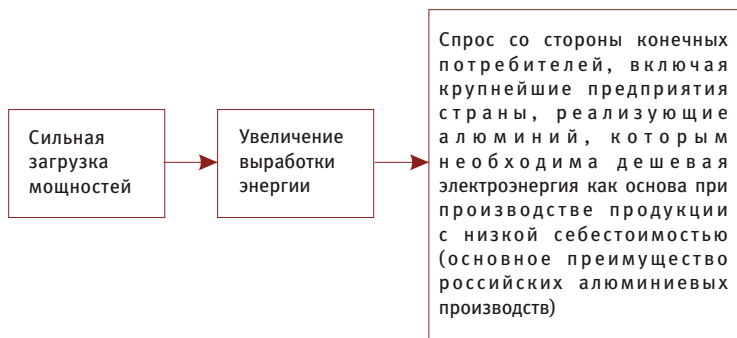 Сильная
загрузка
мощностей
Увеличение
выработки
энергии
Спрос со стороны конечных
потребителей, включая
крупнейшие предприятия
страны, реализующие
алюминий, которым
необходима дешевая
электроэнергия как основа при
производстве продукции
с низкой себестоимостью
(основное преимущество
российских алюминиевых
производств)